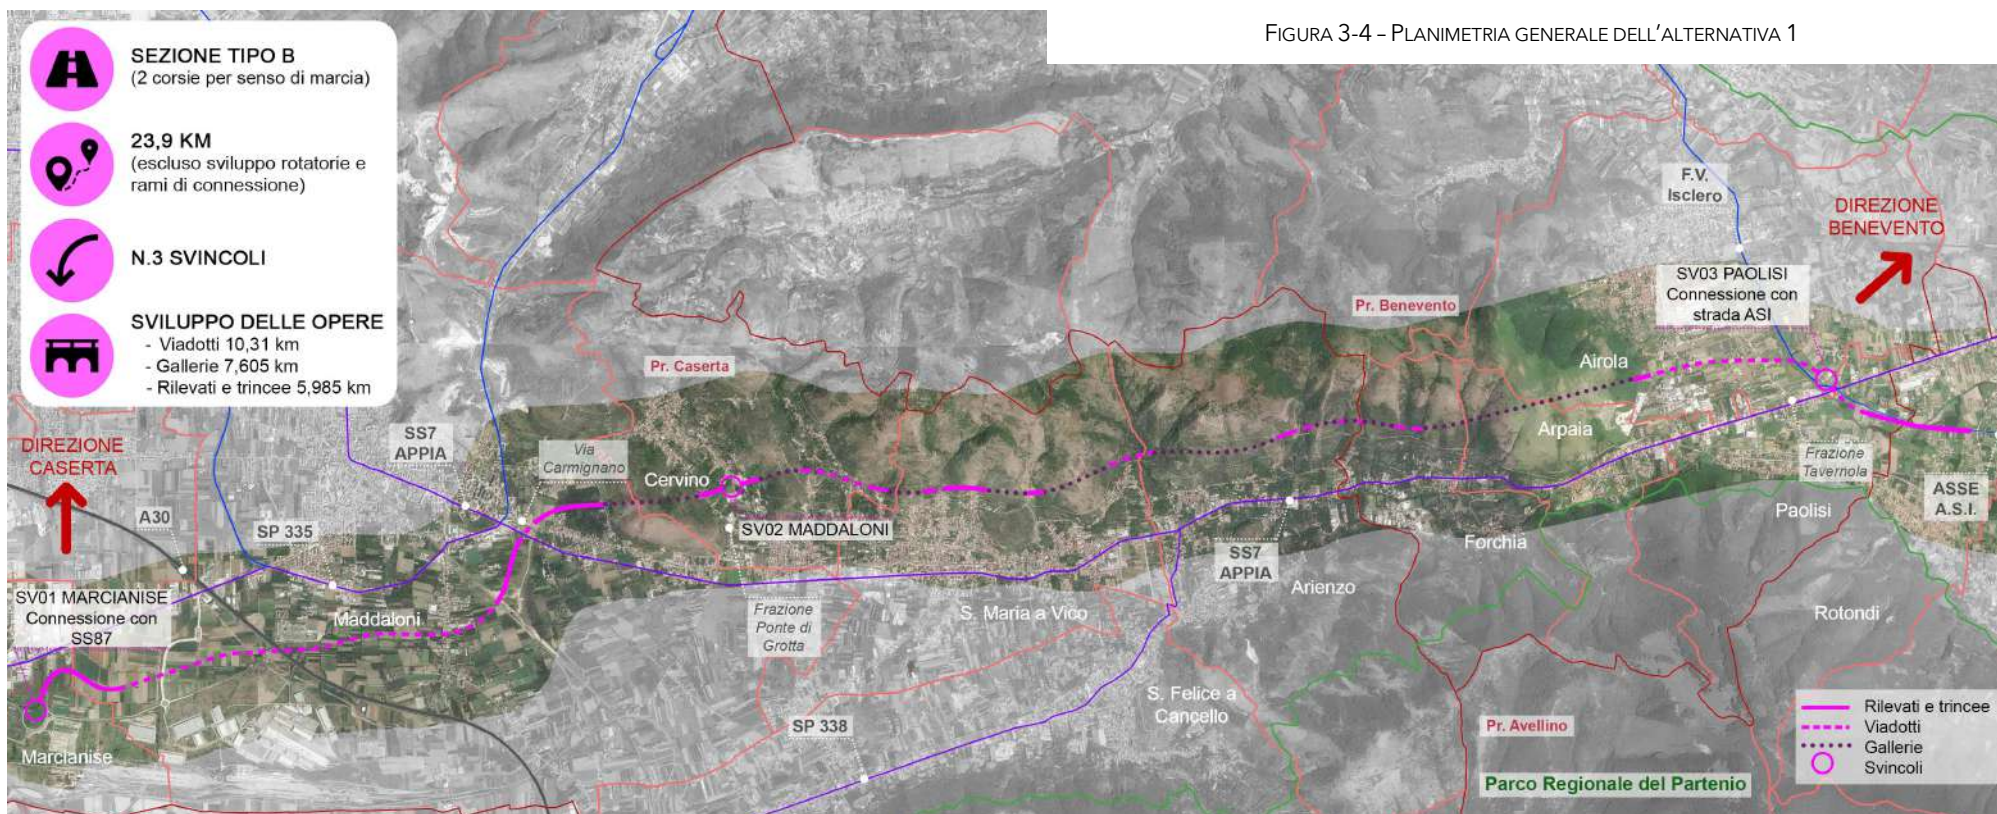 FIGURA 3-4 – PLANIMETRIA GENERALE DELL'ALTERNATIVA 1
SEZIONE TIPO B
(2 corsie per senso di marcia)
23,9 KM
(escluso sviluppo rotatorie e
rami di connessione)
N.3 SVINCOLI
SVILUPPO DELLE OPERE
- Viadotti 10,31 km
- Gallerie 7,605 km
- Rilevati e trincee 5,985 km
F.V.
Isclero
DIREZIONE
BENEVENTO
SV03 PAOLISI
Connessione con
strada ASI
Pr. Benevento
Pr. Caserta
Airola
Arpaia
SS7
APPIA
Via
Carmignano
DIREZIONE
CASERTA
Cervino
SV02 MADDALONI
Frazione
Tavernola
ASSE
A.S.I.
Paolisi
A30
SP 335
Forchia
SS7
APPIA
Arienzo
SV01 MARCIANISE
Connessione con
SS87
Maddaloni
Frazione
Ponte di
Grotta
S. Maria a Vico
Rotondi
S. Felice a
Cancello
SP 338
Pr. Avellino
Marcianise
Parco Regionale del Partenio
Rilevati e trincee
Viadotti
Gallerie
Svincoli